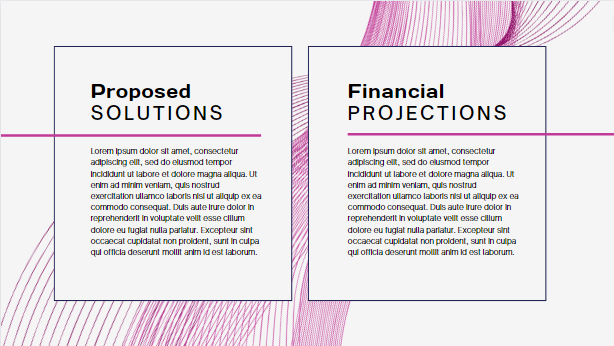 Proposed
SOLUTIONS
Lorem ipsum dolor sit amet, consectetur
adipiscing elit, sed do eiusmod tempor
incididunt ut labore et dolore magna aliqua. Ut
enim ad minim veniam, quis nostrud
exercitation ullamco laboris nisi ut aliquip ex ea
commodo consequat. Duis aute irure dolor in
reprehenderit in voluptate velit esse cillum
dolore eu fugiat nulla pariatur. Excepteur sint
occaecat cupidatat non proident, sunt in culpa
qui officia deserunt mollit anim id est laborum.
Financial
PROJECTIONS
Lorem ipsum dolor sit amet, consectetur
adipiscing elit, sed do eiusmod tempor
incididunt ut labore et dolore magna aliqua. Ut
enim ad minim veniam, quis nostrud
exercitation ullamco laboris nisi ut aliquip ex ea
commodo consequat. Duis aute irure dolor in
reprehenderit in voluptate velit esse cillum
dolore eu fugiat nulla pariatur. Excepteur sint
occaecat cupidatat non proident, sunt in culpa
qui officia deserunt mollit anim id est laborum.